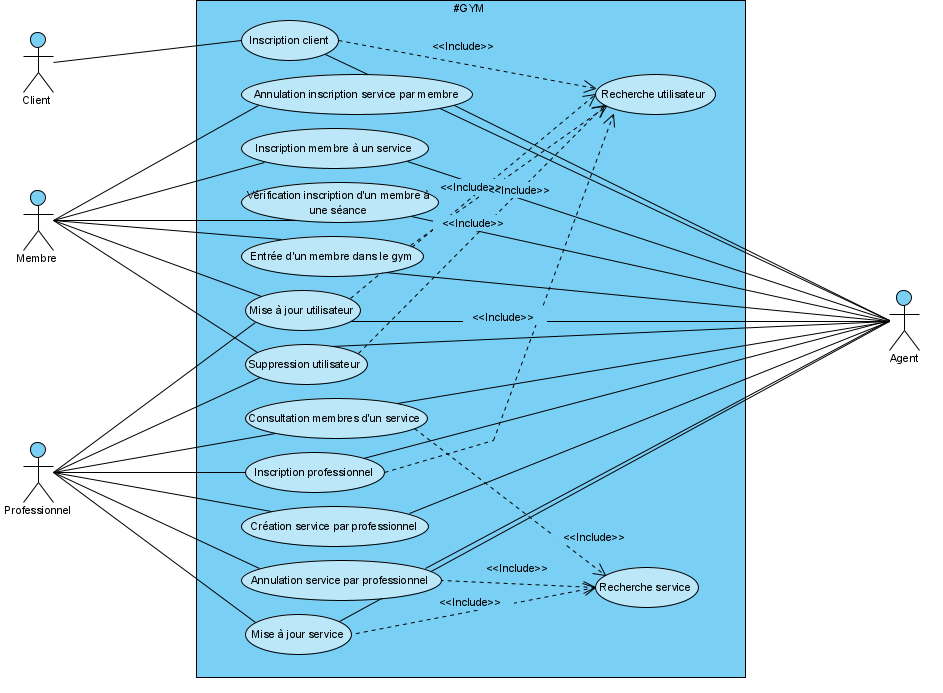 #GYM
Inscription client
<<Include>>
Client
Annulation inscription service par membre
Recherche utilisateur
Inscription membre à un service
Vérification inscription d'un membre à
une séance
<<Include>>
<<Include>>
<<Include>>
Membre
Entrée d'un membre dans le gym
Mise à jour utilisateur
<<Include>>
Agent
Suppression utilisateur
Consultation membres d'un service
Inscription professionnel
Professionnel
Création service par professionnel
<<Include>>
Annulation service par professionnel
<<Include>>
Recherche service
<<Include>>
Mise à jour service